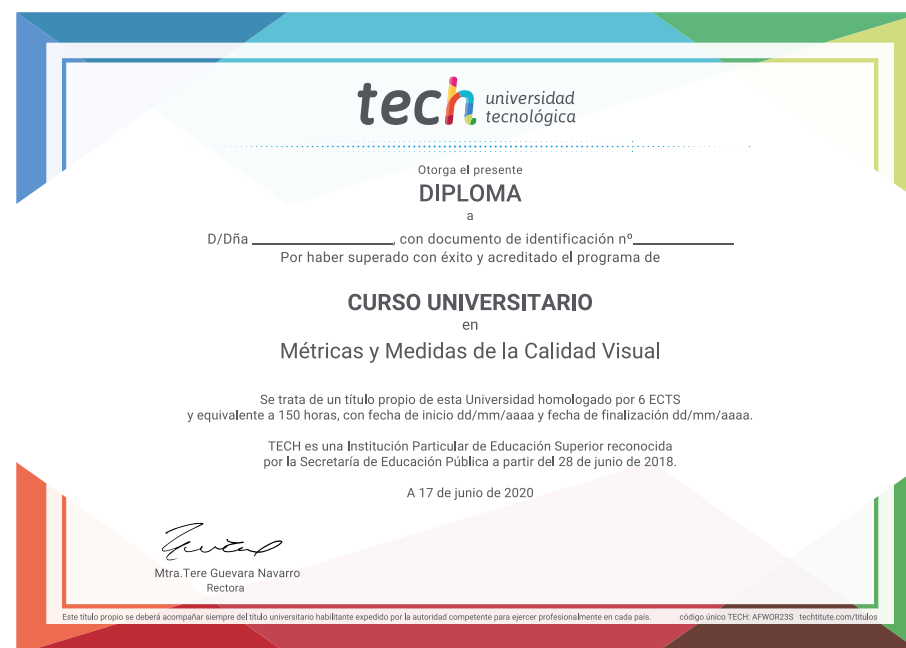 tech universidad
tecnológica
Otorga el presente
DIPLOMA
a
D/Dña ____________________, con documento de identificación nº______________
Por haber superado con éxito y acreditado el programa de
CURSO UNIVERSITARIO
en
Métricas y Medidas de la Calidad Visual
Se trata de un título propio de esta Universidad homologado por 6 ECTS
y equivalente a 150 horas, con fecha de inicio dd/mm/aaaa y fecha de finalización dd/mm/aaaa.
TECH es una Institución Particular de Educación Superior reconocida
por la Secretaría de Educación Pública a partir del 28 de junio de 2018.
A 17 de junio de 2020
Mtra.Tere Guevara Navarro
Rectora
Este título propio se deberá acompañar siempre del título universitario habilitante expedido por la autoridad competente para ejercer profesionalmente en cada país. código único TECH: AFWOR23S techtitute.com/titulos